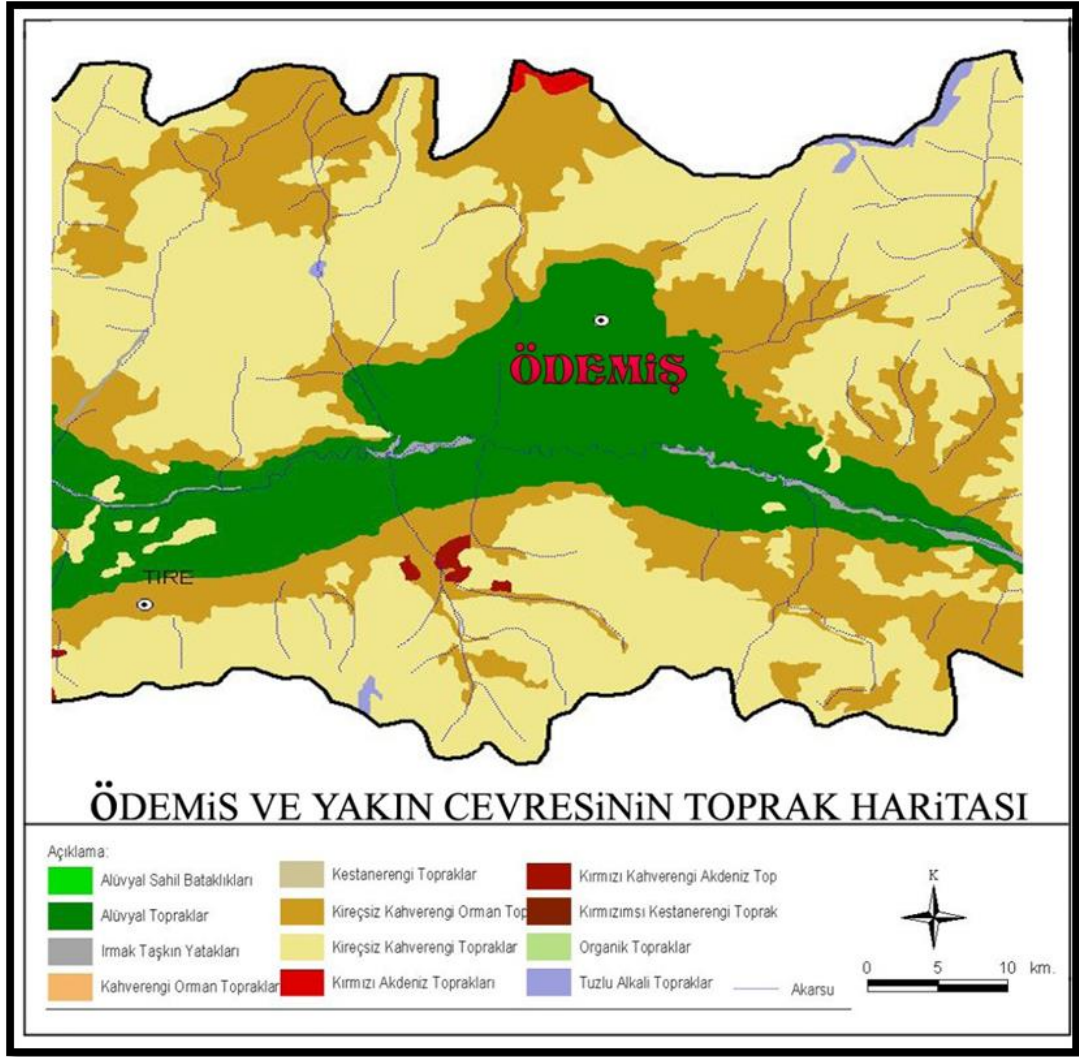 ÖDEMİŞ
TIRE
ÖDEMiS VE YAKIN CEVRESiNiN TOPRAK HARiTASI
Açıklama:
Alüvyal Sahil Bataklıkları
Alüvyal Topraklar
Irmak Taşkın Yatakları
Kahverengi Orman Topraklar
Kestanerengi Topraklar
Kireçsiz Kahverengi Orman Top
Kireçsiz Kahverengi Topraklar
Kırmızı Akdeniz Toprakları
Kırmızı Kahverengi Akdeniz Top
Kırmızımsı Kestanerengi Toprak
Organik Topraklar
Tuzlu Alkali Topraklar
Akarsu
K
0 5 10 km.